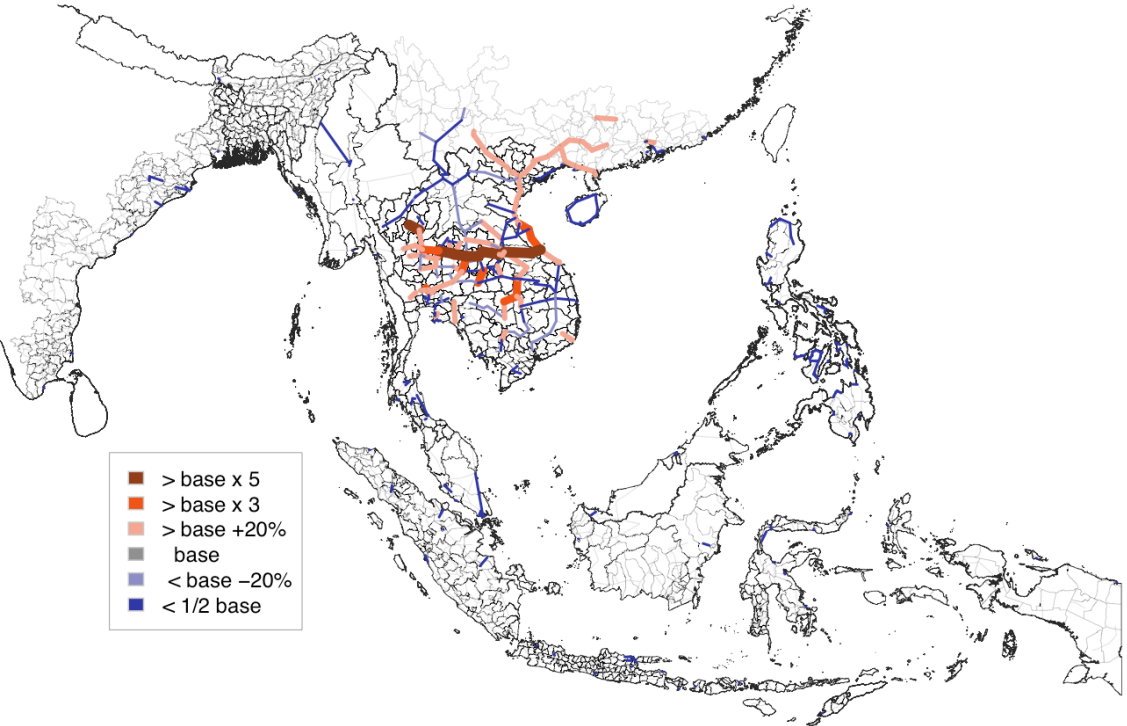 > base x 5
> base x 3
> base +20%
base
< base −20%
< 1/2 base